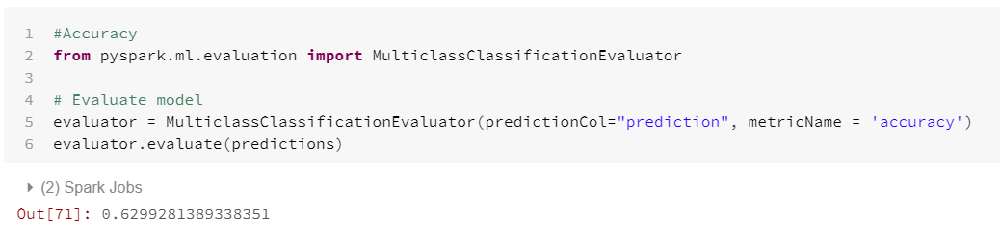 1 #Accuracy
2 from pyspark.ml.evaluation import MulticlassClassificationEvaluator
3
4 # Evaluate model
5 evaluator = MulticlassClassificationEvaluator(predictionCol="prediction", metricName = 'accuracy')
6 evaluator.evaluate(predictions)
(2) Spark Jobs
Out[71]: 0.6299281389338351